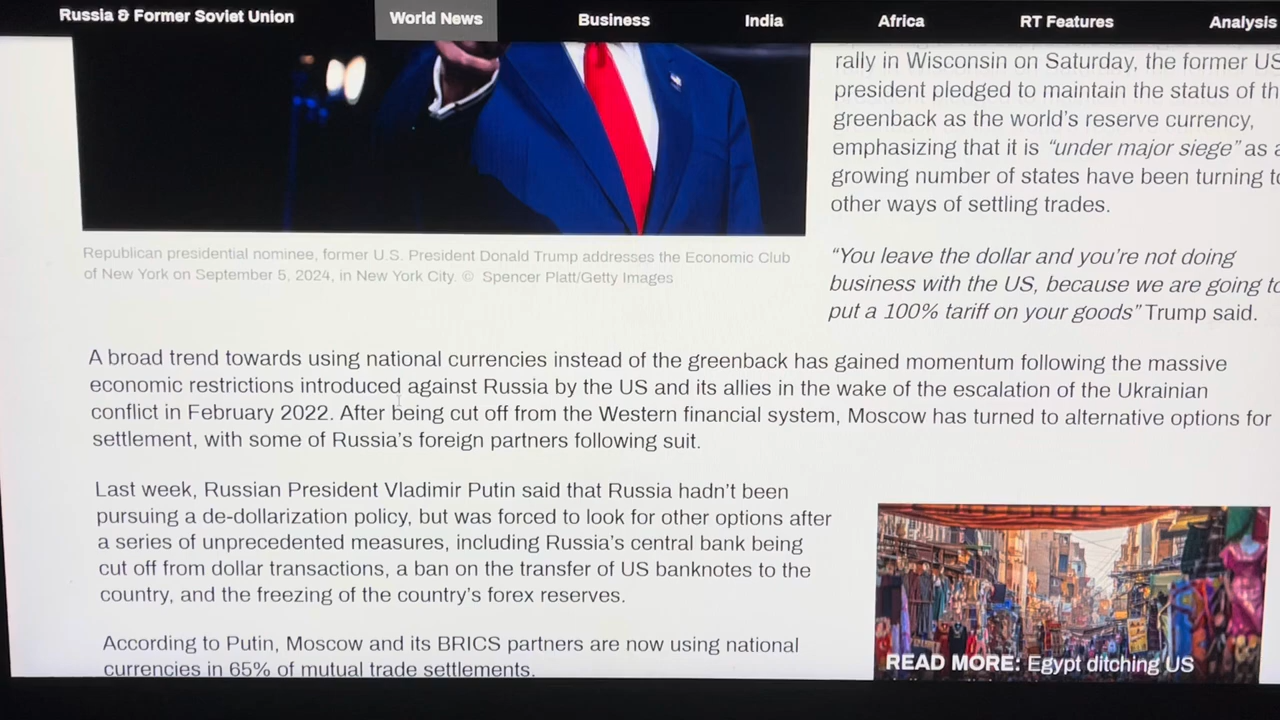 Russia & Former Soviet Union
World News
Business
India
Africa
RT Features
Analysis
rally in Wisconsin on Saturday, the former US
president pledged to maintain the status of th
greenback as the world's reserve currency,
emphasizing that it is “under major siege” as a
growing number of states have been turning to
other ways of settling trades.
“You leave the dollar and you're not doing
business with the US, because we are going to
put a 100% tariff on your goods” Trump said.
Republican presidential nominee, former U.S. President Donald Trump addresses the Economic Club
of New York on September 5, 2024, in New York City. © Spencer Platt/Getty Images
A broad trend towards using national currencies instead of the greenback has gained momentum following the massive
economic restrictions introduced against Russia by the US and its allies in the wake of the escalation of the Ukrainian
conflict in February 2022. After being cut off from the Western financial system, Moscow has turned to alternative options for
settlement, with some of Russia's foreign partners following suit.
Last week, Russian President Vladimir Putin said that Russia hadn't been
pursuing a de-dollarization policy, but was forced to look for other options after
a series of unprecedented measures, including Russia's central bank being
cut off from dollar transactions, a ban on the transfer of US banknotes to the
country, and the freezing of the country's forex reserves.
According to Putin, Moscow and its BRICS partners are now using national
currencies in 65% of mutual trade settlements.
READ MORE: Egypt ditching US